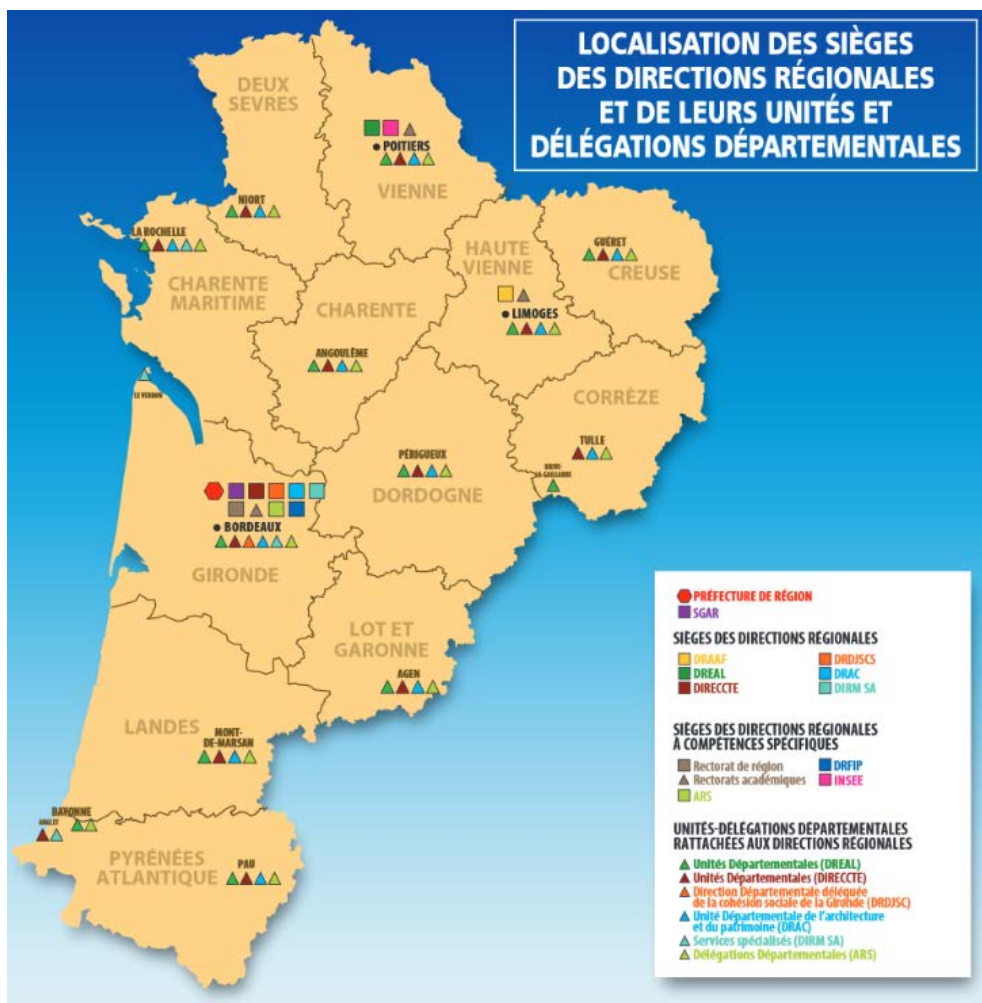 LOCALISATION DES SIÈGES
DES DIRECTIONS RÉGIONALES
ET DE LEURS UNITÉS ET
DÉLÉGATIONS DÉPARTEMENTALES
DEUX
SEVRES
POITIERS
VIENNE
NIORT
LA ROCHELLE
CHARENTE
MARITIME
HAUTE
VIENNE
GUÉRET
CREUSE
LIMOGES
CHARENTE
ANGOULÊME
LE VERDON
CORRÈZE
TULLE
BRIVE-
LA-GAILLARDE
PÉRIGUEUX
DORDOGNE
BORDEAUX
GIRONDE
LOT ET
GARONNE
AGEN
LANDES
MONT-
DE-MARSAN
BAYONNE
ANGLET
PYRÉNÉES
ATLANTIQUE
PAU
PRÉFECTURE DE RÉGION
SGAR
SIÈGES DES DIRECTIONS RÉGIONALES
DRAAF
DREAL
DIRECCTE
DRDJSCS
DRAC
DIRM SA
SIÈGES DES DIRECTIONS RÉGIONALES
À COMPÉTENCES SPÉCIFIQUES
Rectorat de région
Rectorats académiques
ARS
DRFIP
INSEE
UNITÉS-DÉLÉGATIONS DÉPARTEMENTALES
RATTACHÉES AUX DIRECTIONS RÉGIONALES
Unités Départementales (DREAL)
Unités Départementales (DIRECCTE)
Direction Départementale déléguée
de la cohésion sociale de la Gironde (DRDJSC)
Unité Départementale de l'architecture
et du patrimoine (DRAC)
Services spécialisés (DIRM SA)
Délégations Départementales (ARS)